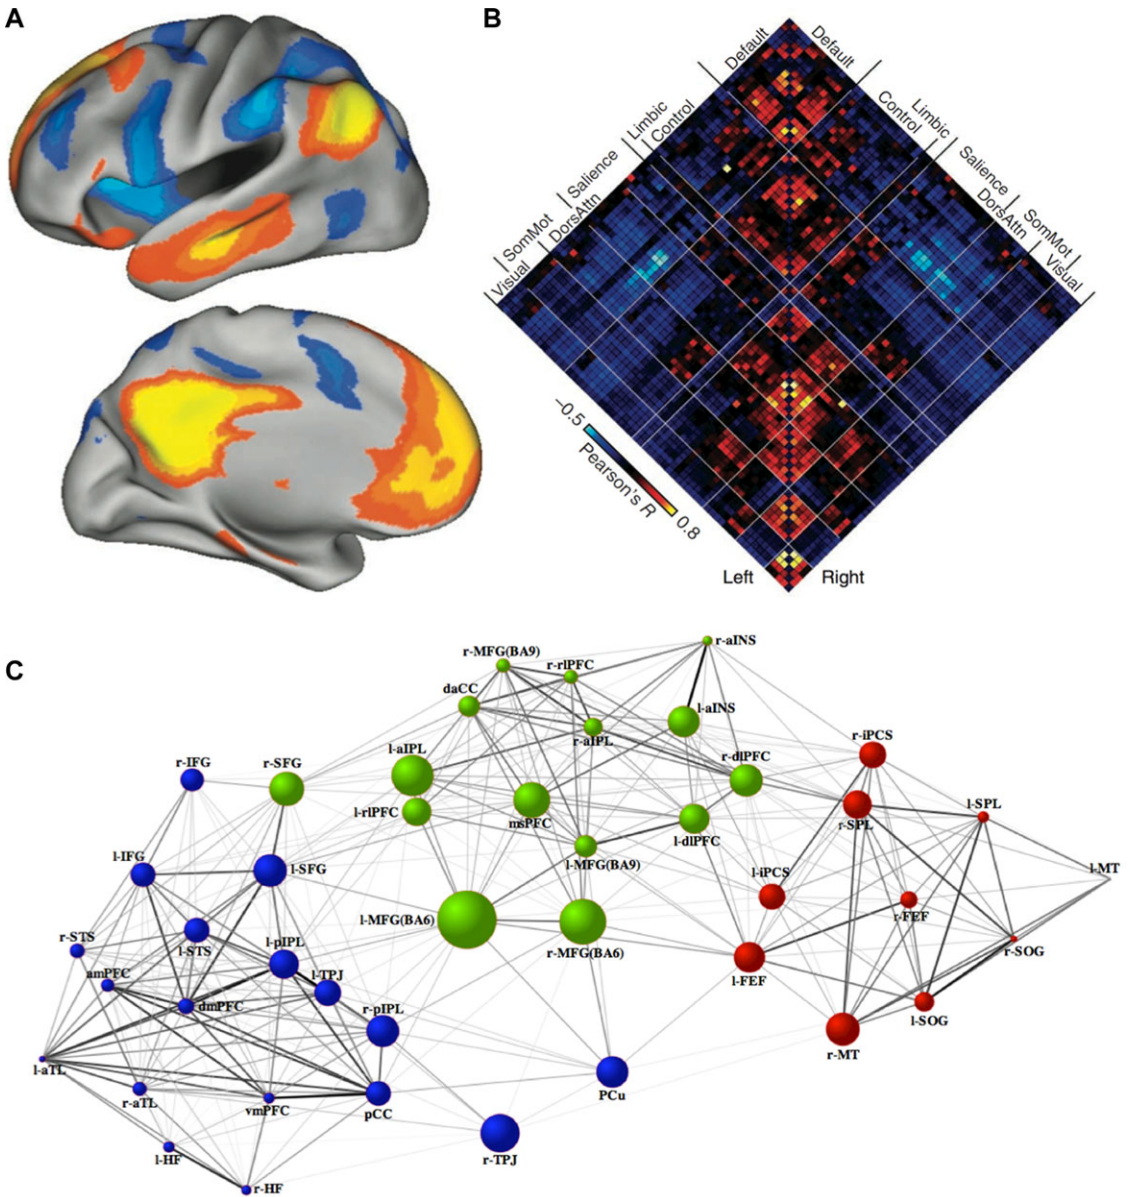 A
B
Default
Default
Limbic
Control
Limbic
Control
Salience
DorsAttn
Salience
DorsAttn
SomMot
Visual
SomMot
Visual
–0.5
Pearson's R
0.8
Left
Right
C
r-aINS
r-MFG(BA9)
r-rlPFC
daCC
l-aINS
r-aIPL
r-iPCS
l-aIPL
r-dlPFC
r-IFG
r-SFG
l-rlPFC
msPFC
l-SPL
r-SPL
l-dlPFC
l-IFG
l-SFG
l-MFG(BA9)
l-iPCS
l-MT
l-MFG(BA6)
r-FEF
r-STS
l-STS
l-pIPL
r-MFG(BA6)
r-SOG
amPFC
l-TPJ
l-FEF
dmPFC
r-pIPL
l-SOG
r-MT
l-aTL
r-aTL
vmPFC
pCC
PCu
l-HF
r-TPJ
r-HF